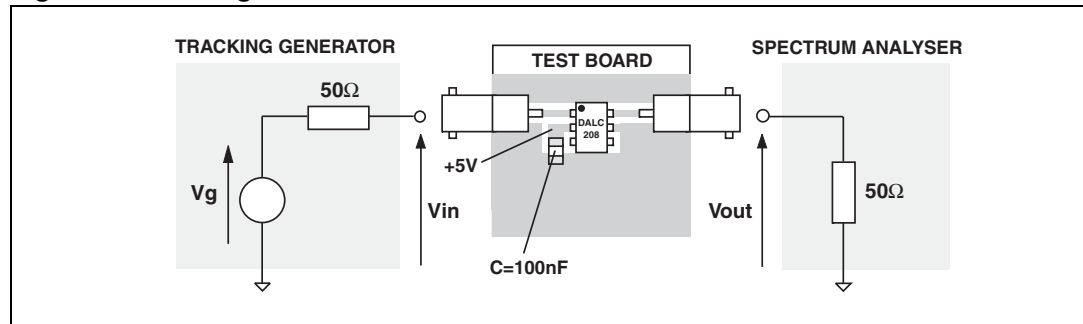 TRACKING GENERATOR
50Ω
Vg
Vin
TEST BOARD
DALC
208
+5V
C=100nF
SPECTRUM ANALYSER
Vout
50Ω